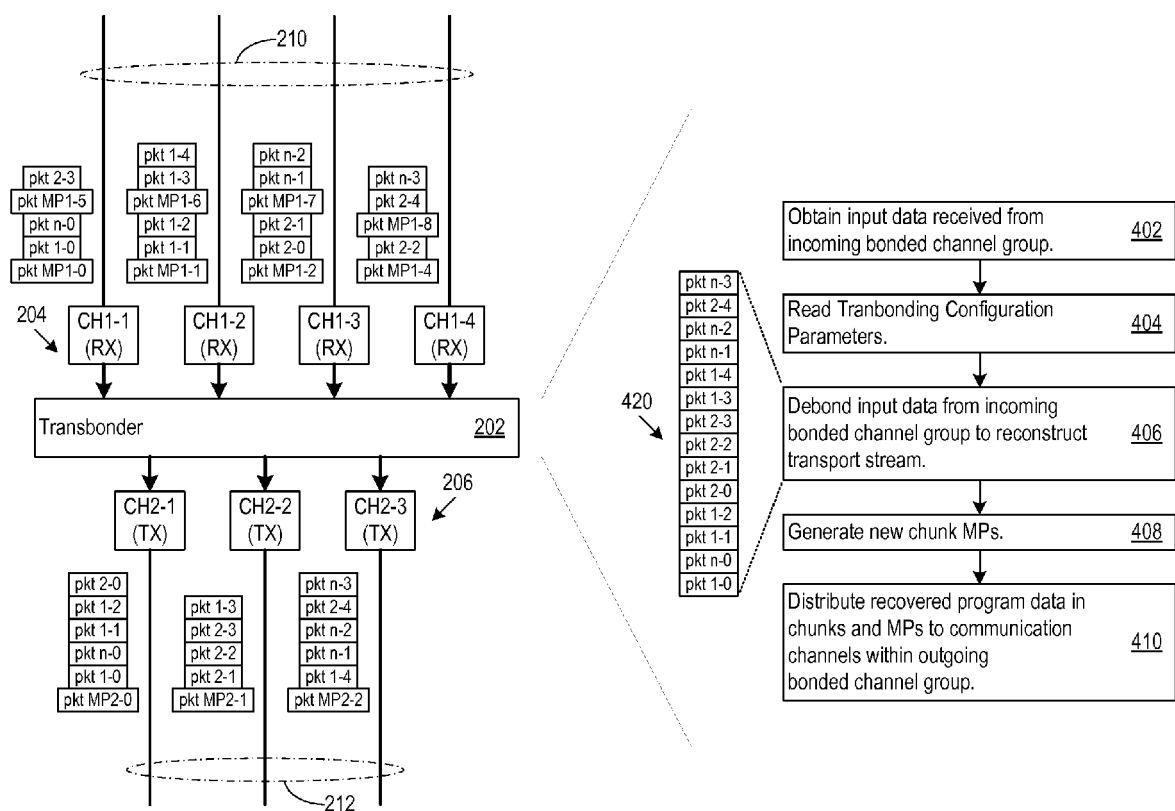 210
pkt 2-3
pkt MP1-5
pkt n-0
pkt 1-0
pkt MP1-0
pkt 1-4
pkt 1-3
pkt MP1-6
pkt 1-2
pkt 1-1
pkt MP1-1
pkt n-2
pkt n-1
pkt MP1-7
pkt 2-1
pkt 2-0
pkt MP1-2
pkt n-3
pkt 2-4
pkt MP1-8
pkt 2-2
pkt MP1-4
204
CH1-1
(RX)
CH1-2
(RX)
CH1-3
(RX)
CH1-4
(RX)
Transbonder 202
CH2-1
(TX)
CH2-2
(TX)
CH2-3
(TX)
206
pkt 2-0
pkt 1-2
pkt 1-1
pkt n-0
pkt 1-0
pkt MP2-0
pkt 1-3
pkt 2-3
pkt 2-2
pkt 2-1
pkt MP2-1
pkt n-3
pkt 2-4
pkt n-2
pkt n-1
pkt 1-4
pkt MP2-2
212
420
pkt n-3
pkt 2-4
pkt n-2
pkt n-1
pkt 1-4
pkt 1-3
pkt 2-3
pkt 2-2
pkt 2-1
pkt 2-0
pkt 1-2
pkt 1-1
pkt n-0
pkt 1-0
Obtain input data received from
incoming bonded channel group.
402
Read Tranbonding Configuration
Parameters.
404
Debond input data from incoming
bonded channel group to reconstruct
transport stream.
406
Generate new chunk MPs.
408
Distribute recovered program data in
chunks and MPs to communication
channels within outgoing
bonded channel group.
410